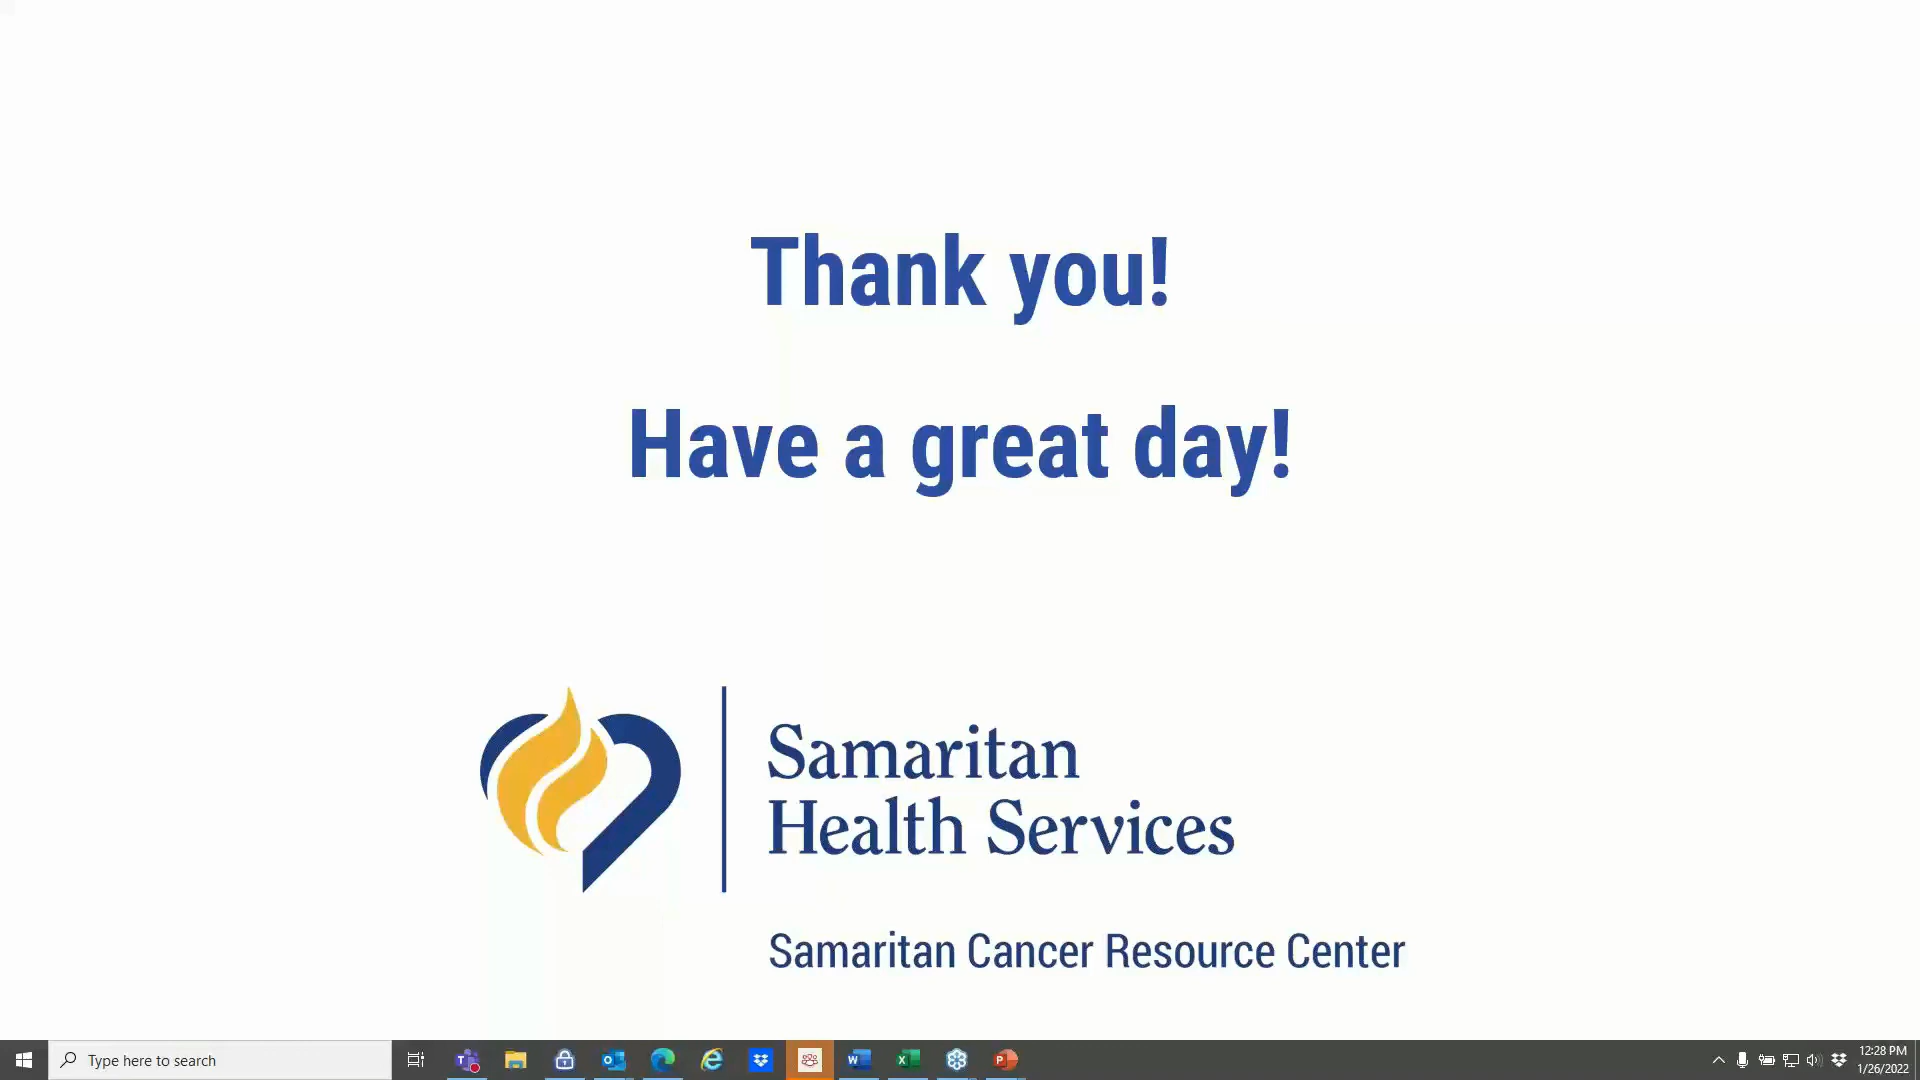 Thank you!
Have a great day!
Samaritan
Health Services
Samaritan Cancer Resource Center
Type here to search
12:28 PM
1/26/2022